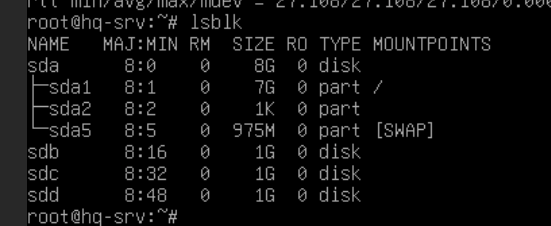 rtt min/avg/max/mdev = 27.108/27.108/27.108/0.000
root@hq-srv:~# lsblk
NAME   MAJ:MIN RM  SIZE RO TYPE MOUNTPOINTS
sda      8:0    0    8G  0 disk
├─sda1   8:1    0    7G  0 part /
├─sda2   8:2    0    1K  0 part
└─sda5   8:5    0  975M  0 part [SWAP]
sdb      8:16   0    1G  0 disk
sdc      8:32   0    1G  0 disk
sdd      8:48   0    1G  0 disk
root@hq-srv:~#